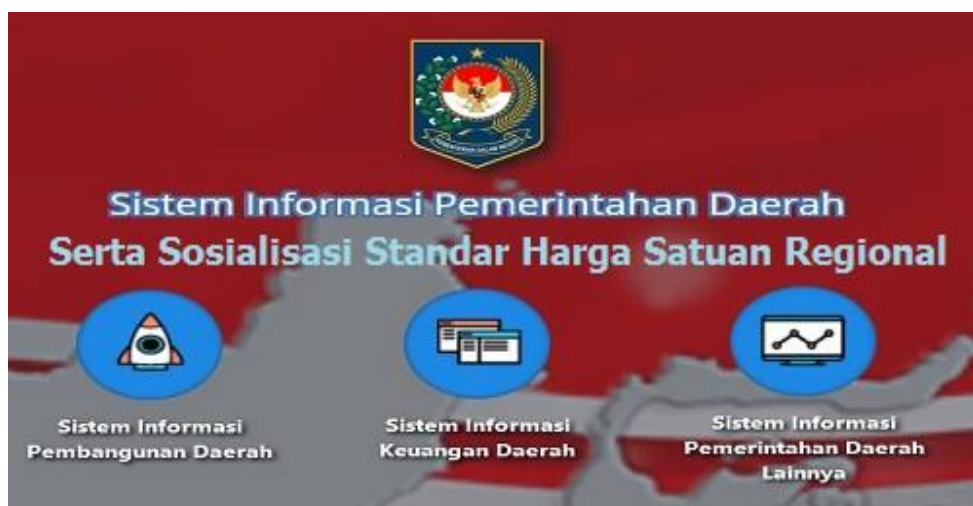 Sistem Informasi Pemerintahan Daerah
Serta Sosialisasi Standar Harga Satuan Regional
Sistem Informasi
Pembangunan Daerah
Sistem Informasi
Keuangan Daerah
Sistem Informasi
Pemerintahan Daerah
Lainnya